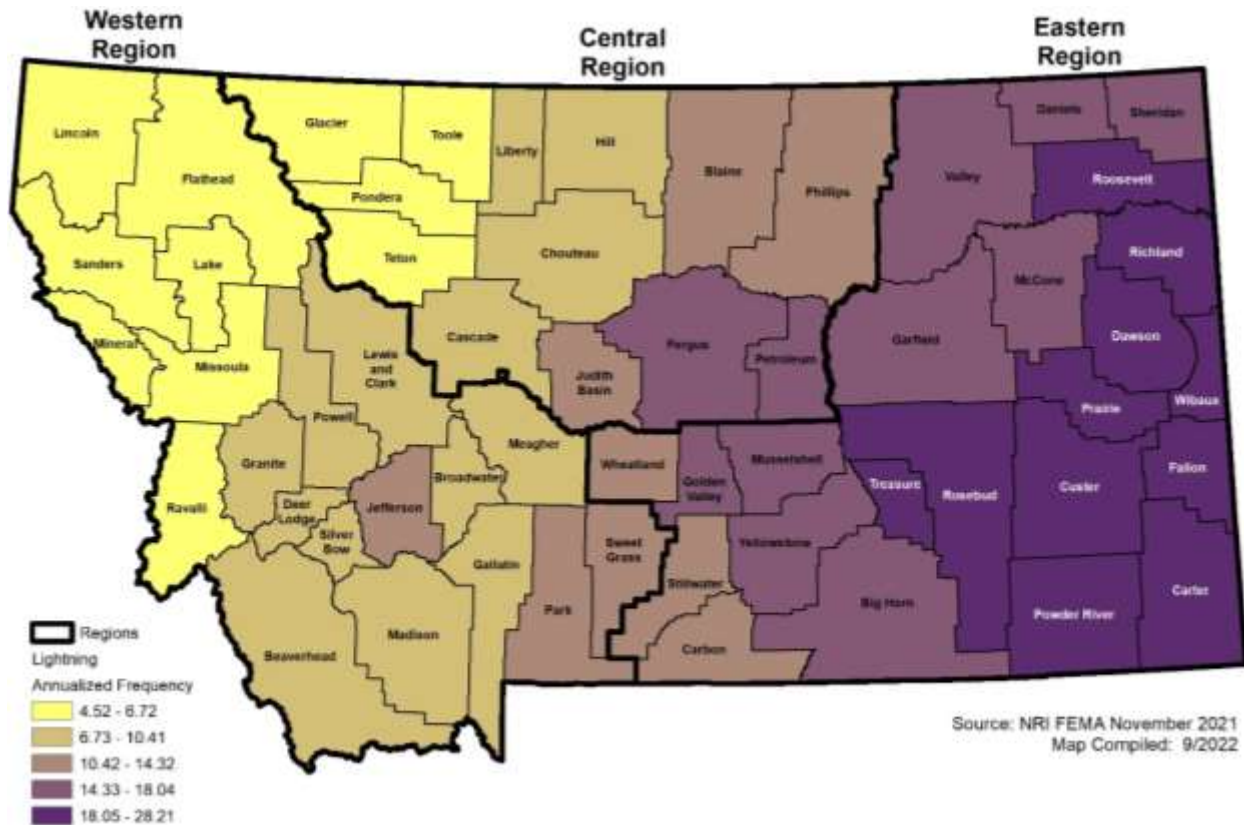 Western
Region
Central
Region
Eastern
Region
Lincoln
Flathead
Glacier
Toole
Liberty
Hill
Blaine
Phillips
Valley
Daniels
Sheridan
Roosevelt
Pondera
Teton
Chouteau
Richland
Sanders
Lake
McCone
Dawson
Mineral
Missoula
Lewis
and
Clark
Cascade
Judith
Basin
Fergus
Petroleum
Garfield
Prairie
Wibaux
Powell
Granite
Meagher
Broadwater
Wheatland
Golden
Valley
Musselshell
Treasure
Rosebud
Custer
Fallon
Ravalli
Deer
Lodge
Jefferson
Silver
Bow
Gallatin
Park
Sweet
Grass
Stillwater
Yellowstone
Big Horn
Powder River
Carter
Beaverhead
Madison
Carbon
Regions
Lightning
Annualized Frequency
4.52 - 6.72
6.73 - 10.41
10.42 - 14.32
14.33 - 18.04
18.05 - 28.21
Source: NRI FEMA November 2021
Map Compiled: 9/2022